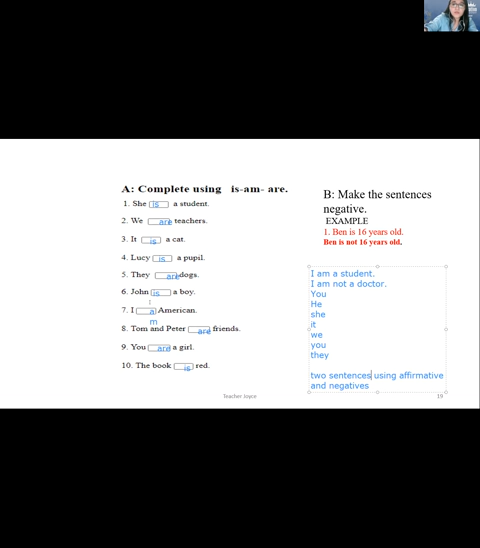 A: Complete using is-am- are.
1. She is a student.
2. We are teachers.
3. It is a cat.
4. Lucy is a pupil.
5. They are dogs.
6. John is a boy.
7. I am American.
8. Tom and Peter are friends.
9. You are a girl.
10. The book is red.
B: Make the sentences
negative.
EXAMPLE
1. Ben is 16 years old.
Ben is not 16 years old.
I am a student.
I am not a doctor.
You
He
she
it
we
you
they
two sentences using affirmative
and negatives
Teacher Joyce
19